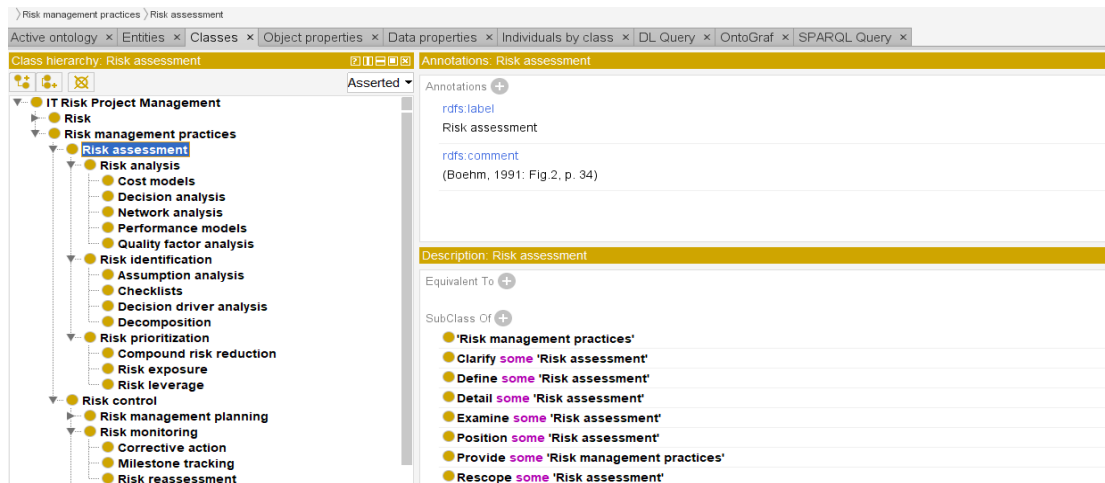 Risk management practices Risk assessment
Active ontology × Entities × Classes × Object properties × Data properties × Individuals by class × DL Query × OntoGraf × SPARQL Query ×
Class hierarchy: Risk assessment
Asserted
IT Risk Project Management
Risk
Risk management practices
Risk assessment
Risk analysis
Cost models
Decision analysis
Network analysis
Performance models
Quality factor analysis
Risk identification
Assumption analysis
Checklists
Decision driver analysis
Decomposition
Risk prioritization
Compound risk reduction
Risk exposure
Risk leverage
Risk control
Risk management planning
Risk monitoring
Corrective action
Milestone tracking
Risk reassessment
Annotations: Risk assessment
Annotations
rdfs:label
Risk assessment
rdfs:comment
(Boehm, 1991: Fig.2, p. 34)
Description: Risk assessment
Equivalent To
SubClass Of
'Risk management practices'
Clarify some 'Risk assessment'
Define some 'Risk assessment'
Detail some 'Risk assessment'
Examine some 'Risk assessment'
Position some 'Risk assessment'
Provide some 'Risk management practices'
Rescope some 'Risk assessment'